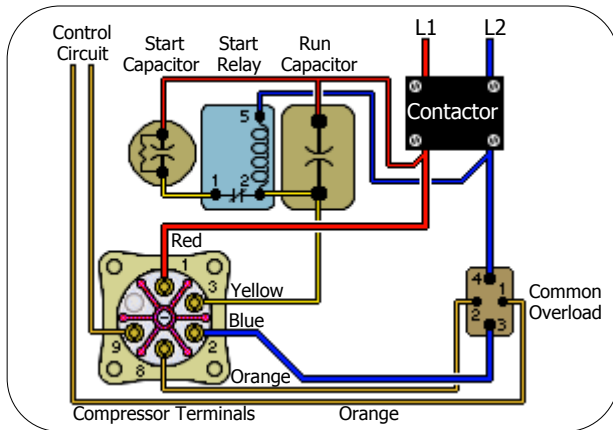 Control
Circuit
Start
Capacitor
Start
Relay
Run
Capacitor
L1
L2
Contactor
5
1
2
Red
1
3
Yellow
Blue
9
2
8
Orange
4
1
2
3
Common
Overload
Compressor Terminals
Orange